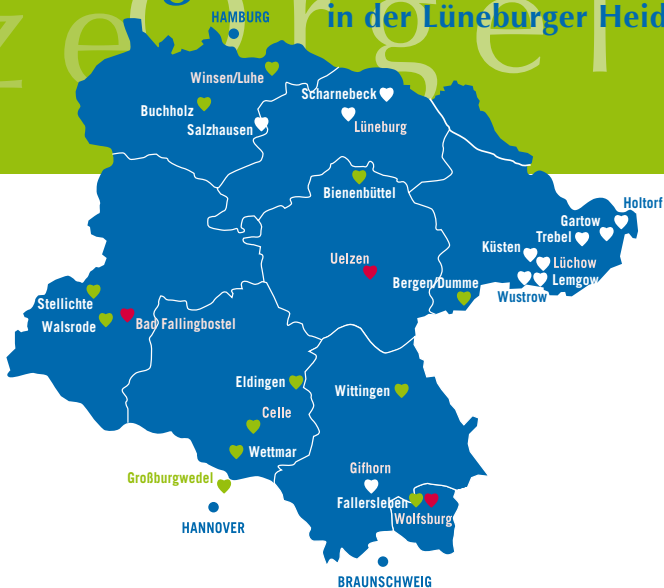 HAMBURG
in der Lüneburger Heid
zeOrgel
Winsen/Luhe
Scharnebeck
Buchholz
Salzhausen
Lüneburg
Bienenbüttel
Holtorf
Gartow
Trebel
Küsten
Uelzen
Lüchow
Bergen/Dumme
Lemgow
Wustrow
Stellichte
Walsrode
Bad Fallingbostel
Eldingen
Wittingen
Celle
Wettmar
Gifhorn
Großburgwedel
Fallersleben
Wolfsburg
HANNOVER
BRAUNSCHWEIG